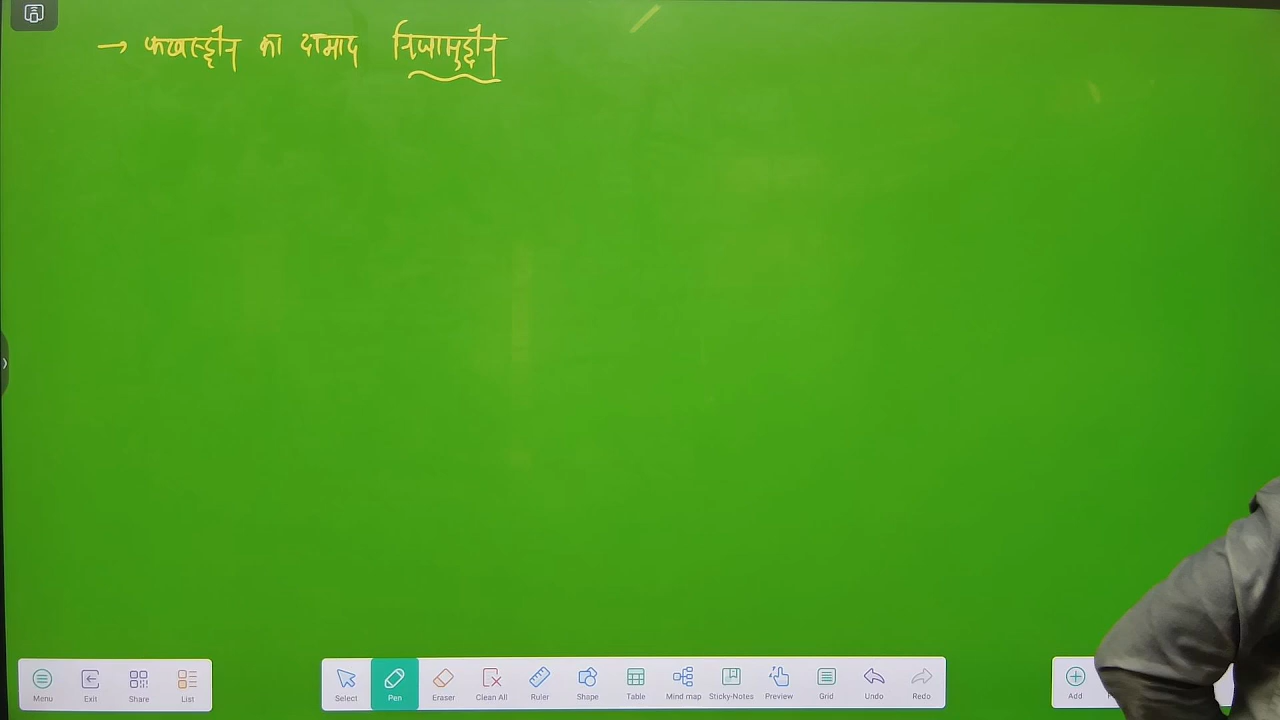 → फखरुद्दीन का दामाद निजामुद्दीन
Menu
Exit
Share
List
Select
Pen
Eraser
Clean All
Ruler
Shape
Table
Mind map
Sticky-Notes
Preview
Grid
Undo
Redo
Add